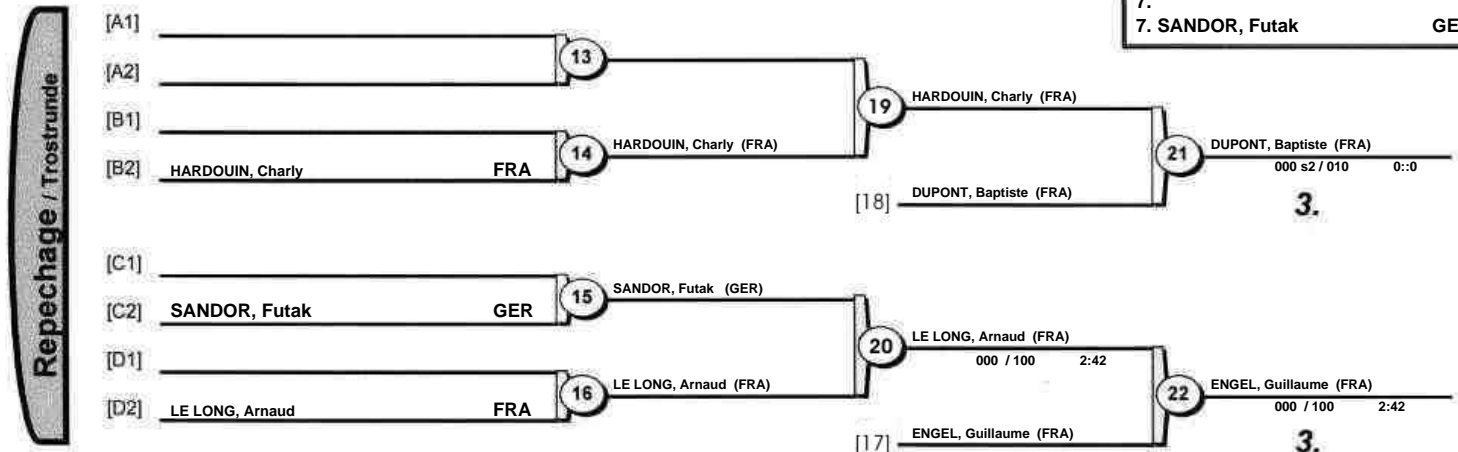 7.
7. SANDOR, Futak GE
Repechage / Trostrunde
[A1]
13
[A2]
19 HARDOUIN, Charly (FRA)
[B1]
14 HARDOUIN, Charly (FRA)
21 DUPONT, Baptiste (FRA)
000 s2 / 010 0::0
[B2] HARDOUIN, Charly FRA
[18] DUPONT, Baptiste (FRA)
3.
[C1]
15 SANDOR, Futak (GER)
[C2] SANDOR, Futak GER
20 LE LONG, Arnaud (FRA)
000 / 100 2:42
[D1]
16 LE LONG, Arnaud (FRA)
22 ENGEL, Guillaume (FRA)
000 / 100 2:42
[D2] LE LONG, Arnaud FRA
[17] ENGEL, Guillaume (FRA)
3.